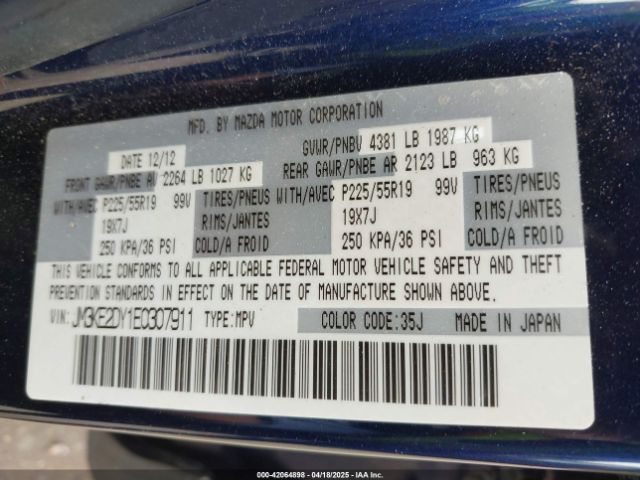 MFD. BY MAZDA MOTOR CORPORATION
DATE 12/12 GVWR/PNBV 4381 LB 1987 KG
FRONT GAWR/PNBE AV 2264 LB 1027 KG REAR GAWR/PNBE AR 2123 LB 963 KG
WITH/AVEC P225/55R19 99V TIRES/PNEUS WITH/AVEC P225/55R19 99V TIRES/PNEUS
19X7J RIMS/JANTES 19X7J RIMS/JANTES
250 KPA/36 PSI COLD/A FROID 250 KPA/36 PSI COLD/A FROID
THIS VEHICLE CONFORMS TO ALL APPLICABLE FEDERAL MOTOR VEHICLE SAFETY AND THEFT
PREVENTION STANDARDS IN EFFECT ON THE DATE OF MANUFACTURE SHOWN ABOVE.
VIN: JM3KE2DY1E0307911 TYPE: MPV COLOR CODE: 35J MADE IN JAPAN
000-42064898 - 04/18/2025 - IAA Inc.